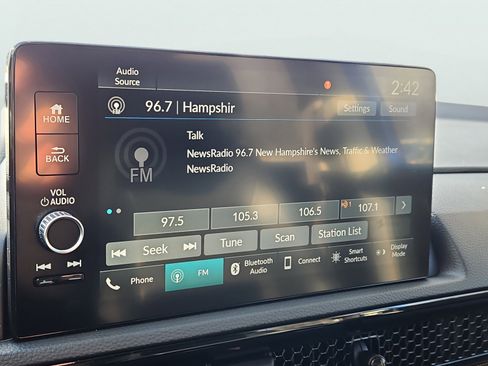 Audio
Source
2:42
HOME
96.7 | Hampshir
Settings
Sound
BACK
Talk
NewsRadio 96.7 New Hampshire's News, Traffic & Weather
NewsRadio
FM
VOL
AUDIO
97.5
105.3
106.5
1
107.1
Seek
Tune
Scan
Station List
Phone
FM
Bluetooth
Audio
Connect
Smart
Shortcuts
Display
Mode